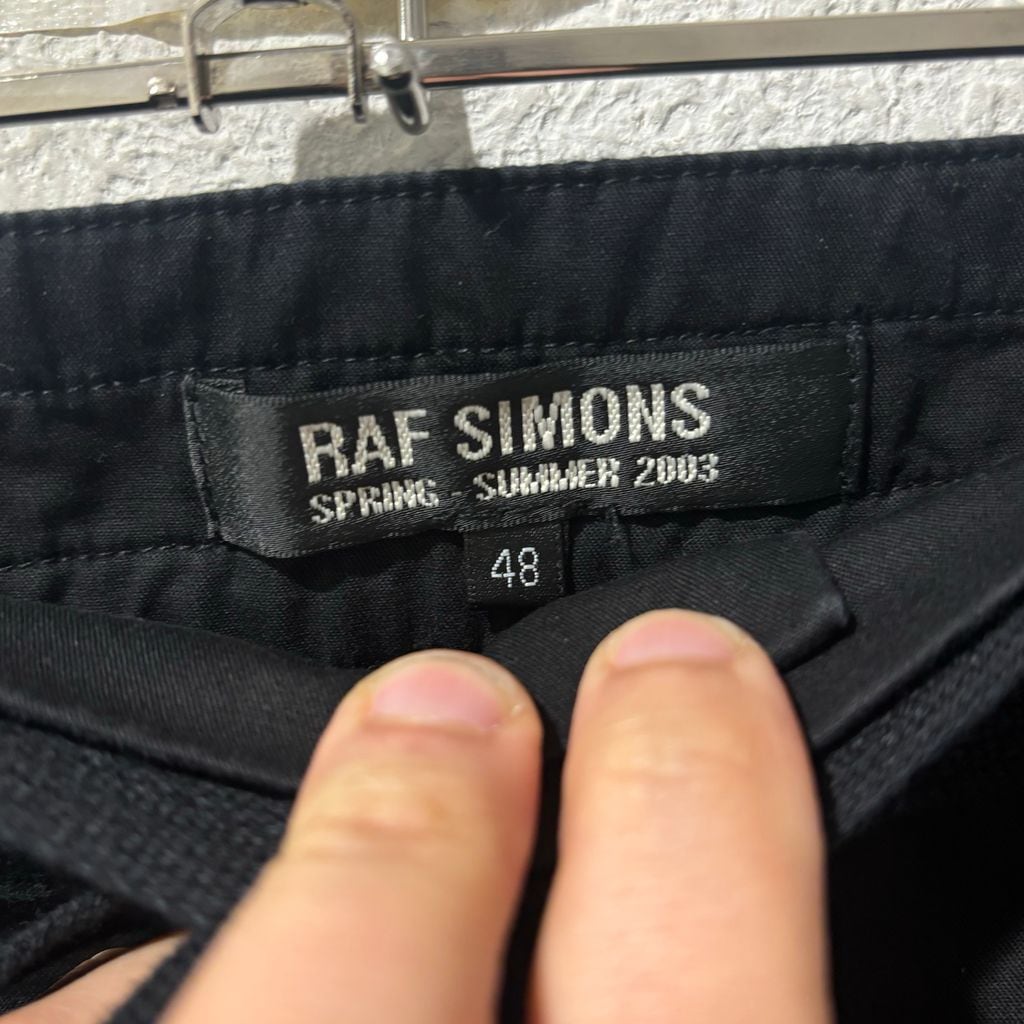 RAF SIMONS
SPRING - SUMMER 2003
48